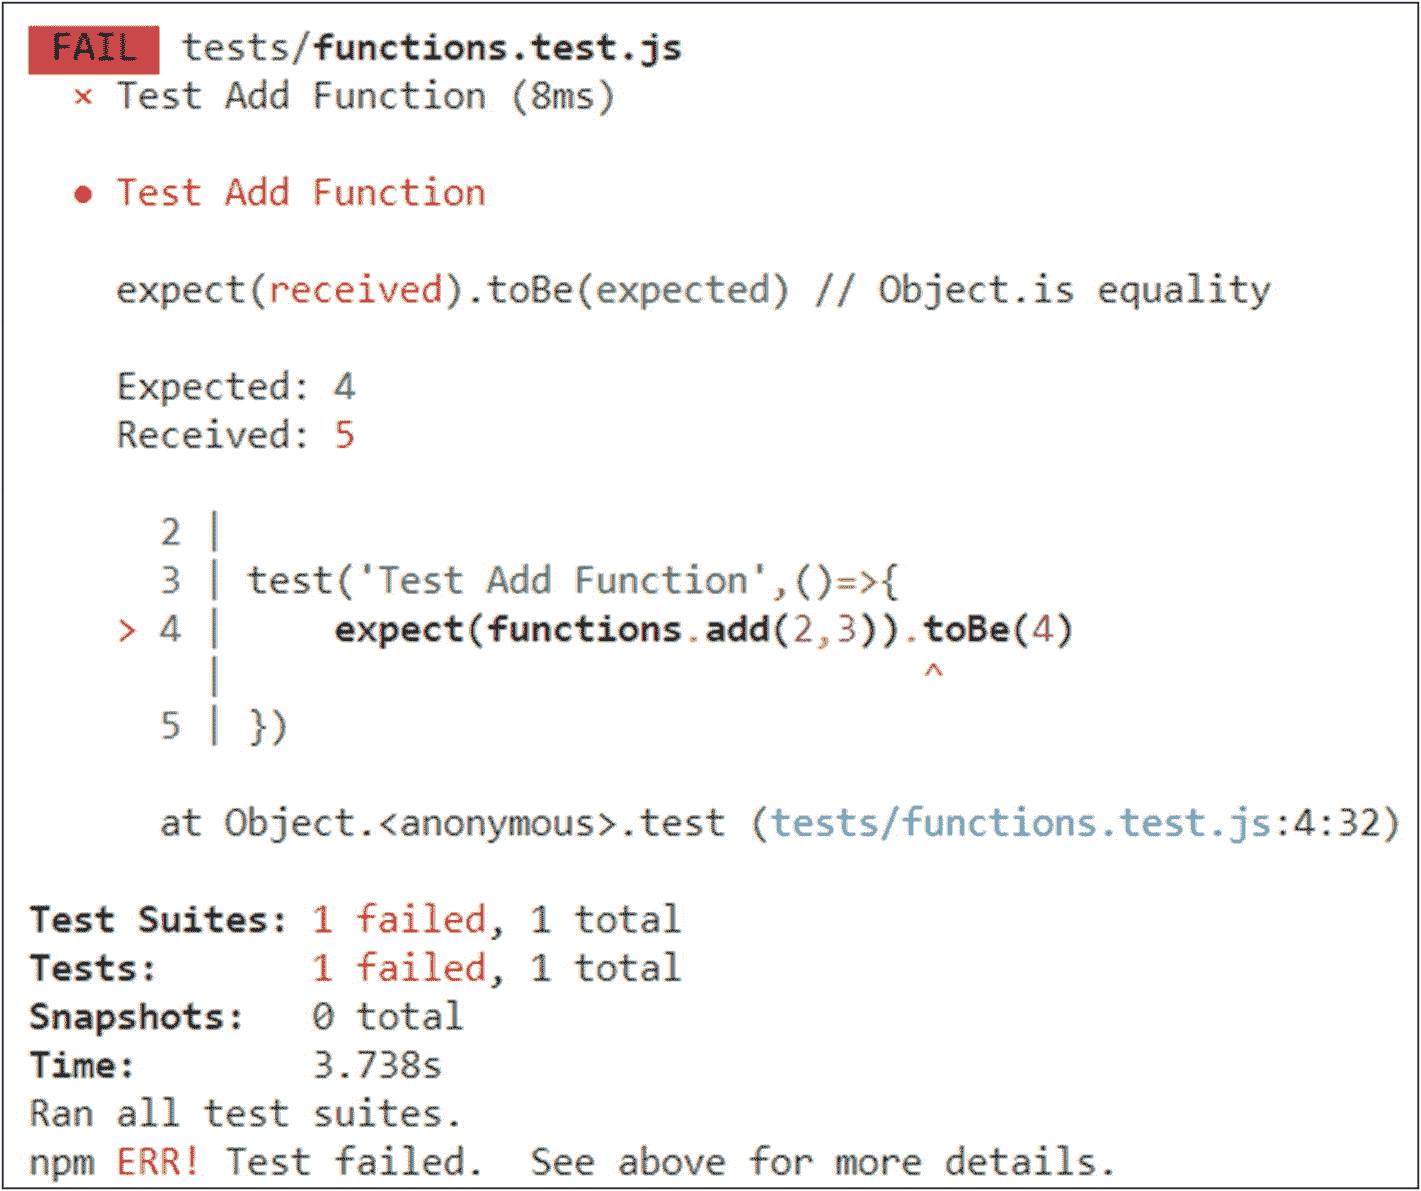 FAIL tests/functions.test.js
× Test Add Function (8ms)
● Test Add Function
expect(received).toBe(expected) // Object.is equality
Expected: 4
Received: 5
2 |
3 | test('Test Add Function',()=>{
> 4 |     expect(functions.add(2,3)).toBe(4)
|                                ^
5 | })
at Object.<anonymous>.test (tests/functions.test.js:4:32)
Test Suites: 1 failed, 1 total
Tests:       1 failed, 1 total
Snapshots:   0 total
Time:        3.738s
Ran all test suites.
npm ERR! Test failed.  See above for more details.